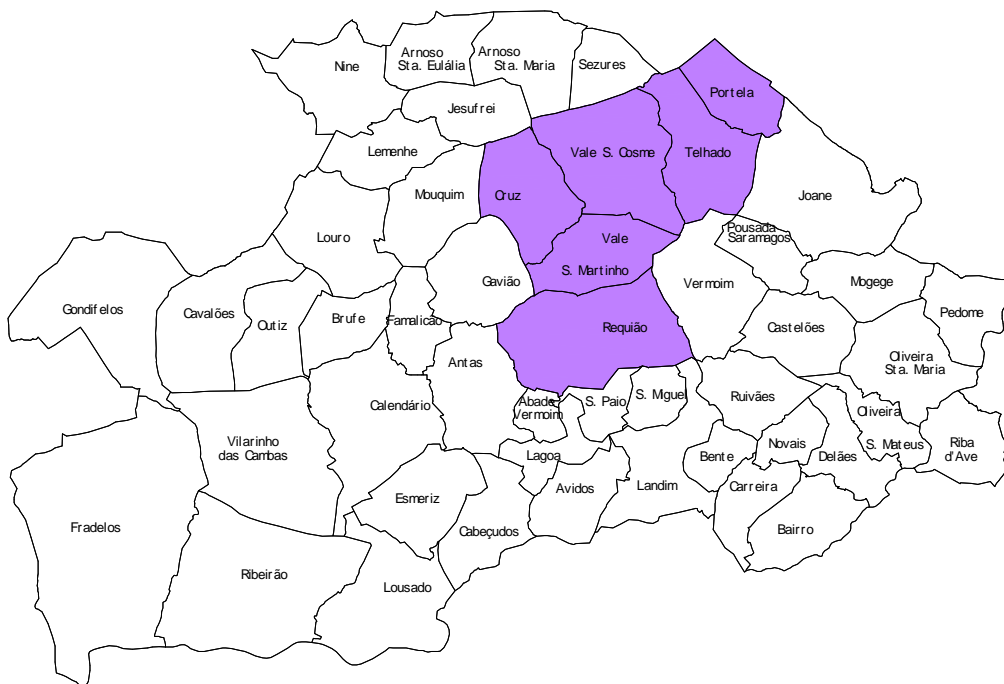 Nine
Arnoso
Sta. Eulália
Arnoso
Sta. Maria
Sezures
Portela
Jesufrei
Lemenhe
Vale S. Cosme
Telhado
Mouquim
Cruz
Joane
Louro
Vale
S. Martinho
Pousada
Saramagos
Gavião
Vermoim
Mogege
Gondifelos
Cavalões
Outiz
Brufe
Famalicão
Requião
Castelões
Pedome
Antas
Oliveira
Sta. Maria
Calendário
Abade
Vermoim
S. Paio
S. Miguel
Ruivães
Oliveira
S. Mateus
Vilarinho
das Cambas
Lagoa
Bente
Novais
Delães
Riba
d'Ave
Esmeriz
Avidos
Landim
Carreira
Fradelos
Cabeçudos
Bairro
Ribeirão
Lousado